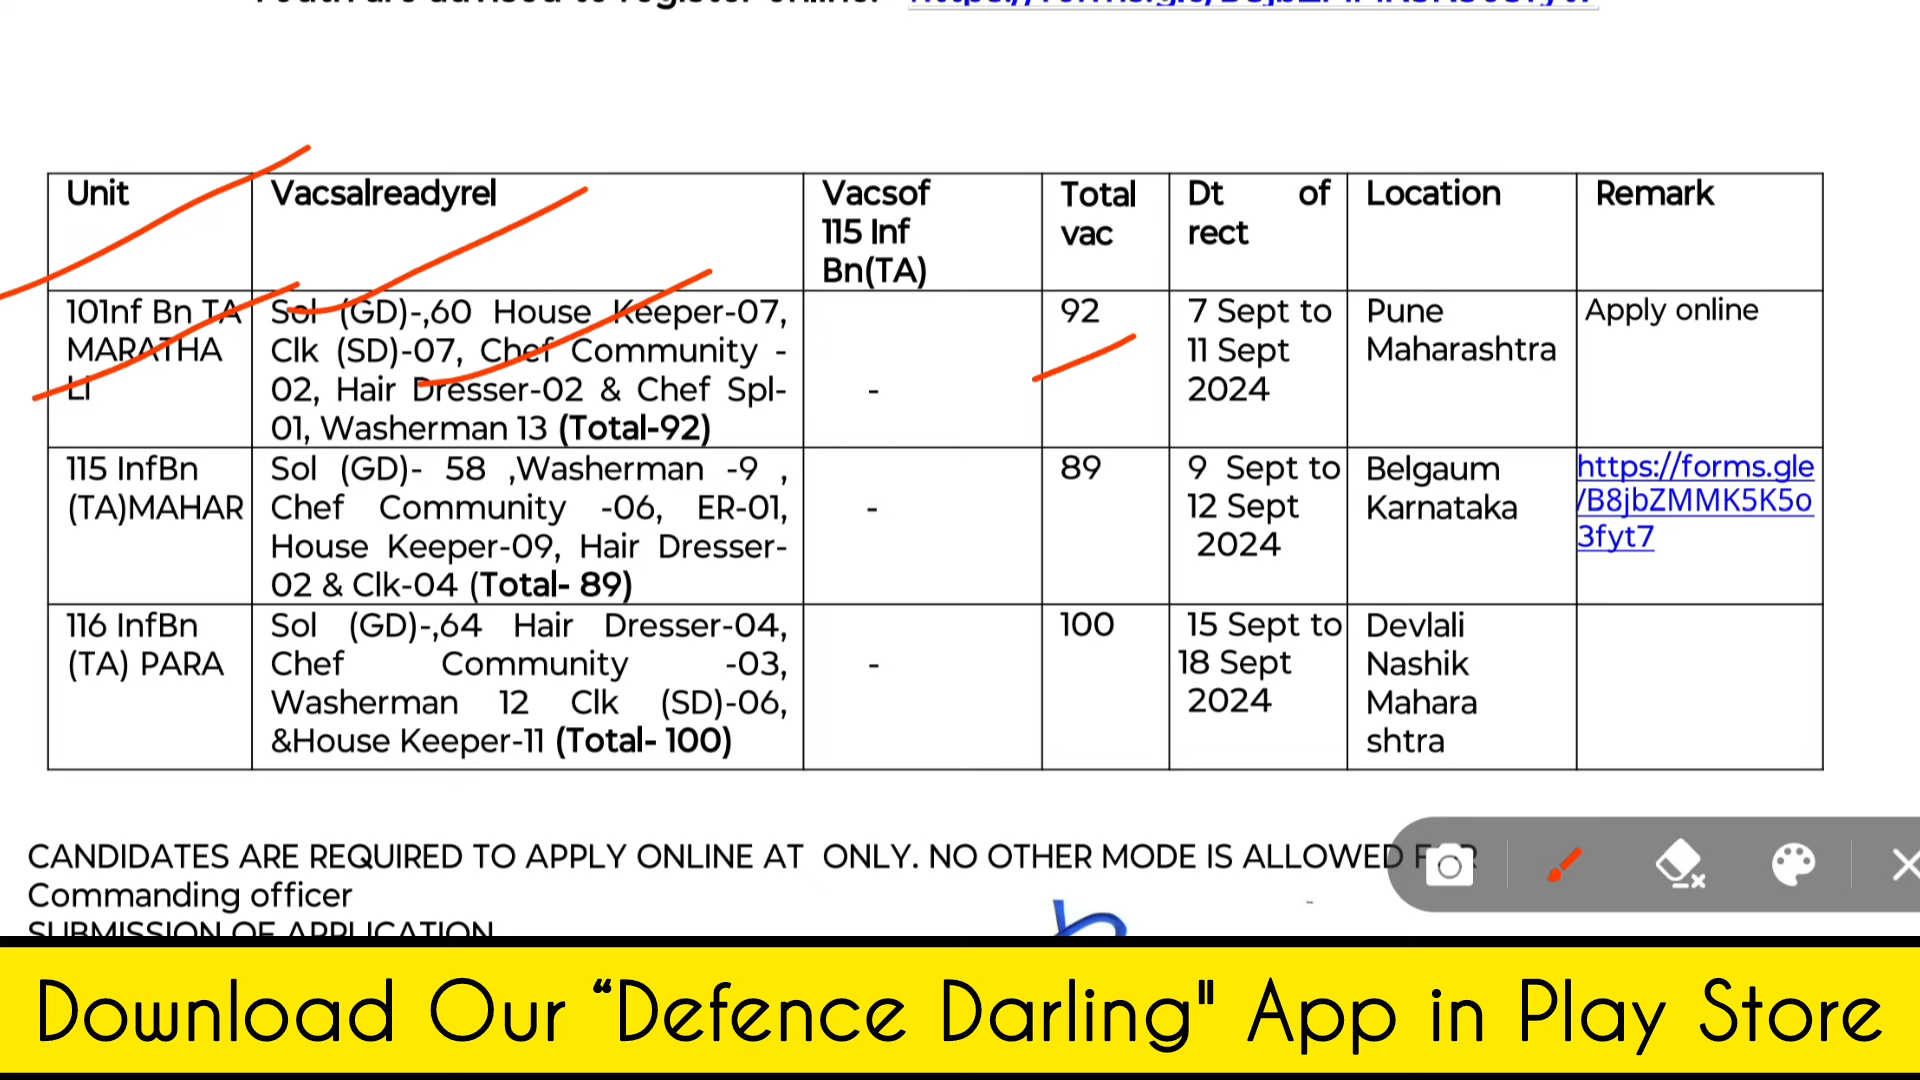 Unit
Vacsalreadyrel
Vacsof
115 Inf
Bn(TA)
Total
vac
Dt of
rect
Location
Remark
101nf Bn TA
MARATHA
LI
Sol (GD)-,60 House Keeper-07,
Clk (SD)-07, Chef Community -
02, Hair Dresser-02 & Chef Spl-
01, Washerman 13 (Total-92)
-
92
7 Sept to
11 Sept
2024
Pune
Maharashtra
Apply online
115 InfBn
(TA)MAHAR
Sol (GD)- 58 ,Washerman -9 ,
Chef Community -06, ER-01,
House Keeper-09, Hair Dresser-
02 & Clk-04 (Total- 89)
-
89
9 Sept to
12 Sept
2024
Belgaum
Karnataka
https://forms.gle
/B8jbZMMK5K5o
3fyt7
116 InfBn
(TA) PARA
Sol (GD)-,64 Hair Dresser-04,
Chef Community -03,
Washerman 12 Clk (SD)-06,
&House Keeper-11 (Total- 100)
-
100
15 Sept to
18 Sept
2024
Devlali
Nashik
Mahara
shtra
CANDIDATES ARE REQUIRED TO APPLY ONLINE AT ONLY. NO OTHER MODE IS ALLOWED
Commanding officer
SUBMISSION OF APPLICATION
Download Our “Defence Darling" App in Play Store